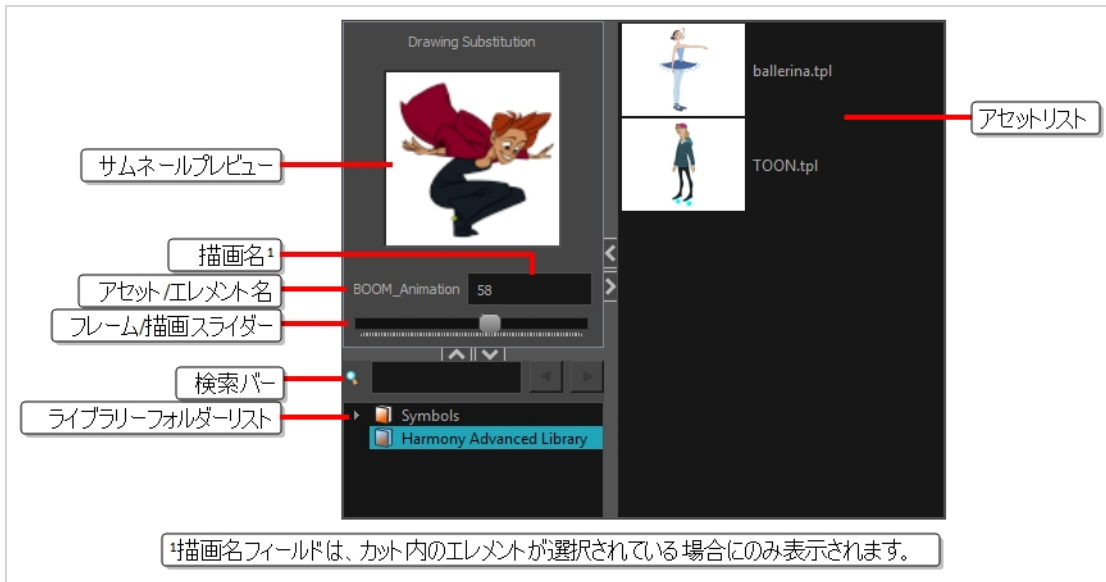 Drawing Substitution
ballerina.tpl
アセットリスト
サムネールプレビュー
TOON.tpl
描画名¹
アセット/エレメント名
BOOM_Animation 58
フレーム/描画スライダー
検索バー
ライブラリーフォルダーリスト
Symbols
Harmony Advanced Library
¹描画名フィールドは、カット内のエレメントが選択されている場合にのみ表示されます。